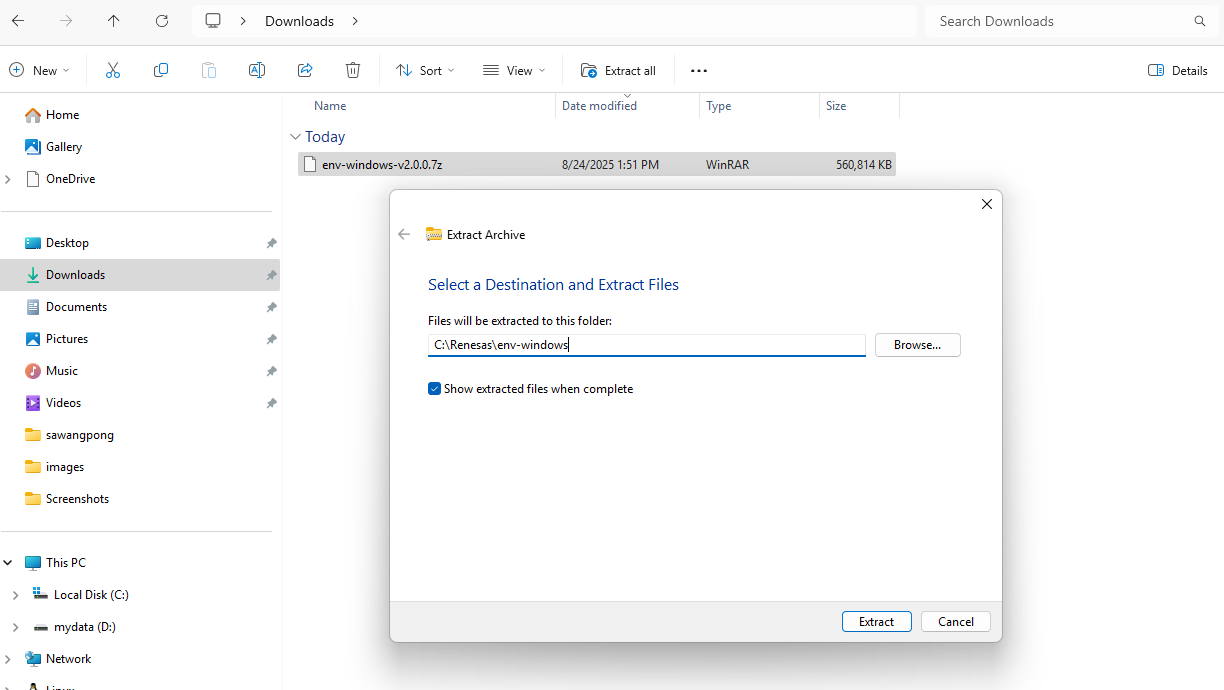 Downloads
Search Downloads
New
Sort
View
Extract all
Details
Name Date modified Type Size
Today
env-windows-v2.0.0.7z 8/24/2025 1:51 PM WinRAR 560,814 KB
Home
Gallery
OneDrive
Desktop
Downloads
Documents
Pictures
Music
Videos
sawangpong
images
Screenshots
This PC
Local Disk (C:)
mydata (D:)
Network
Linux
Extract Archive
Select a Destination and Extract Files
Files will be extracted to this folder:
C:\Renesas\env-windows
Browse...
Show extracted files when complete
Extract
Cancel